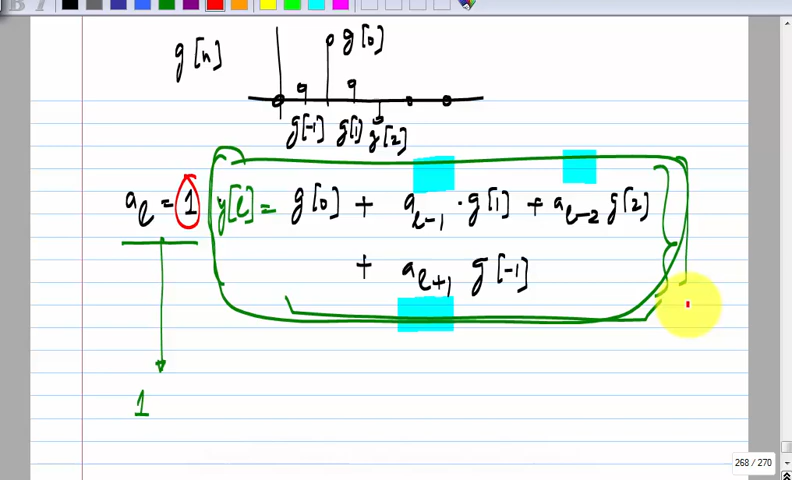 B I T
g[n]
g[0]
g[-1] g[1] g[2]
a_l = 1 y[l] = g[0] + a_{l-1} · g[1] + a_{l-2} g[2]
+ a_{l+1} g[-1]
1
268 / 270